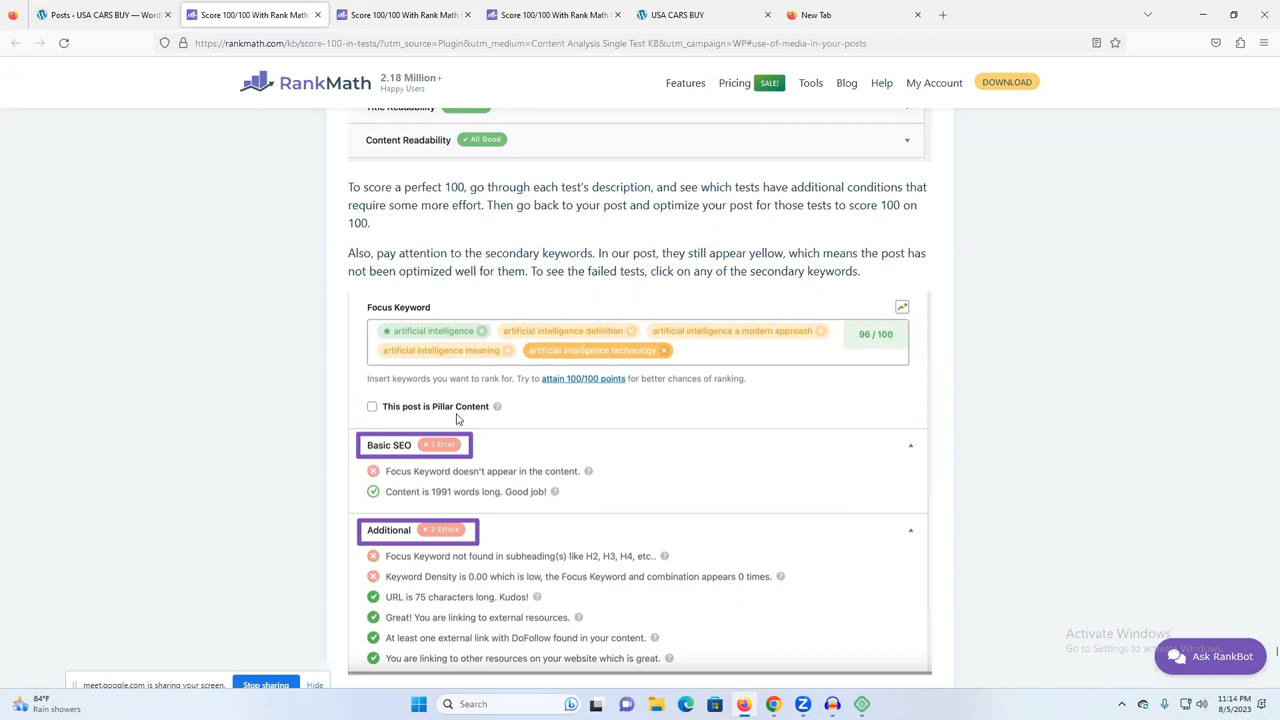 Posts ‹ USA CARS BUY — Wordl
Score 100/100 With Rank Math
Score 100/100 With Rank Math |
Score 100/100 With Rank Math |
USA CARS BUY
New Tab
https://rankmath.com/kb/score-100-in-tests/?utm_source=Plugin&utm_medium=Content Analysis Single Test KB&utm_campaign=WP#use-of-media-in-your-posts
RankMath
2.18 Million+
Happy Users
Features
Pricing
SALE!
Tools
Blog
Help
My Account
DOWNLOAD
Title Readability
Content Readability ✔ All Good
To score a perfect 100, go through each test's description, and see which tests have additional conditions that
require some more effort. Then go back to your post and optimize your post for those tests to score 100 on
100.
Also, pay attention to the secondary keywords. In our post, they still appear yellow, which means the post has
not been optimized well for them. To see the failed tests, click on any of the secondary keywords.
Focus Keyword
★ artificial intelligence artificial intelligence definition artificial intelligence a modern approach
96 / 100
artificial intelligence meaning artificial intelligence technology
Insert keywords you want to rank for. Try to attain 100/100 points for better chances of ranking.
This post is Pillar Content
Basic SEO × 1 Error
Focus Keyword doesn't appear in the content.
Content is 1991 words long. Good job!
Additional × 2 Errors
Focus Keyword not found in subheading(s) like H2, H3, H4, etc..
Keyword Density is 0.00 which is low, the Focus Keyword and combination appears 0 times.
URL is 75 characters long. Kudos!
Great! You are linking to external resources.
At least one external link with DoFollow found in your content.
You are linking to other resources on your website which is great.
Activate Windows
Go to Settings to activate Windows.
Ask RankBot
meet.google.com is sharing your screen.
Stop sharing
Hide
84°F
Rain showers
Search
11:14 PM
8/5/2023